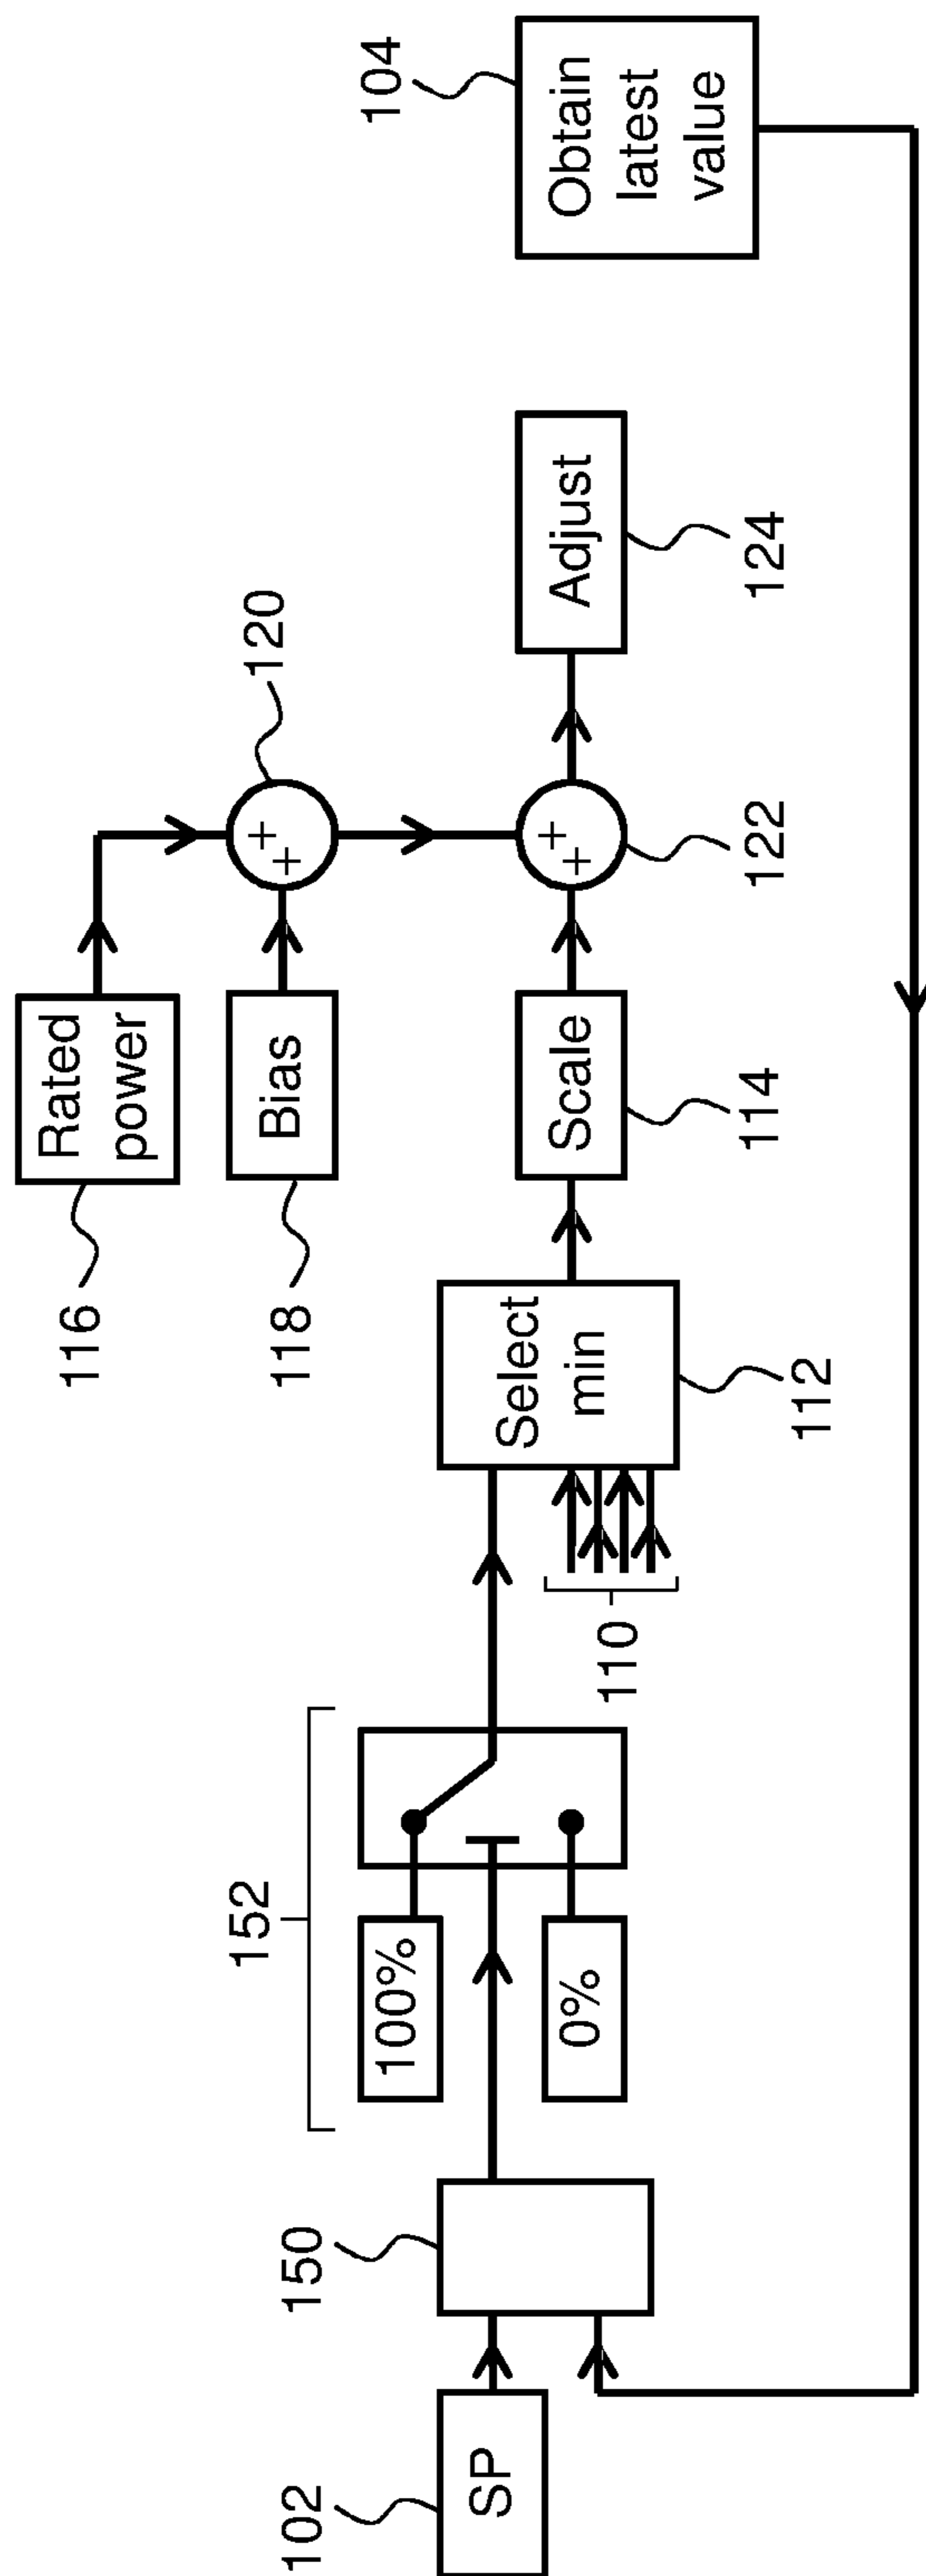 116
Rated
power
118
Bias
120
104
Obtain
latest
value
152
100%
0%
150
102
SP
110
Select
min
112
Scale
114
+
+
+
+
122
Adjust
124